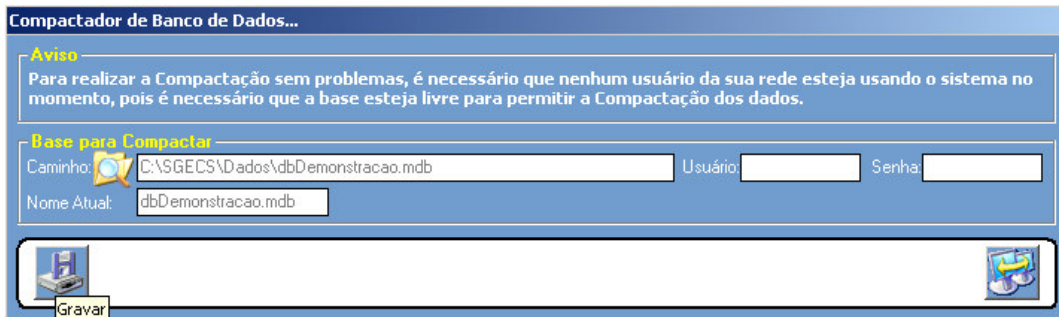 Compactador de Banco de Dados...
Aviso
Para realizar a Compactação sem problemas, é necessário que nenhum usuário da sua rede esteja usando o sistema no
momento, pois é necessário que a base esteja livre para permitir a Compactação dos dados.
Base para Compactar
Caminho: C:\SGECS\Dados\dbDemonstracao.mdb Usuário: Senha:
Nome Atual: dbDemonstracao.mdb
Gravar